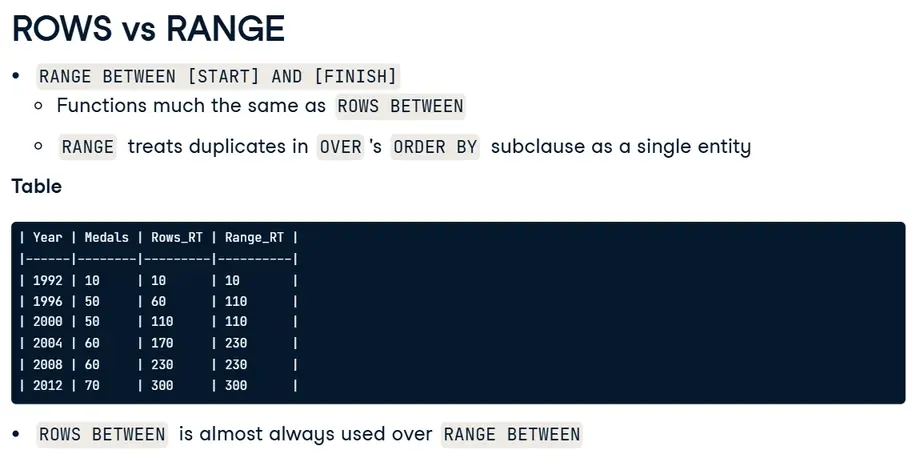 ROWS vs RANGE
• RANGE BETWEEN [START] AND [FINISH]
○ Functions much the same as ROWS BETWEEN
○ RANGE treats duplicates in OVER 's ORDER BY subclause as a single entity
Table
| Year | Medals | Rows_RT | Range_RT |
|------|--------|---------|----------|
| 1992 | 10     | 10      | 10       |
| 1996 | 50     | 60      | 110      |
| 2000 | 50     | 110     | 110      |
| 2004 | 60     | 170     | 230      |
| 2008 | 60     | 230     | 230      |
| 2012 | 70     | 300     | 300      |
• ROWS BETWEEN is almost always used over RANGE BETWEEN